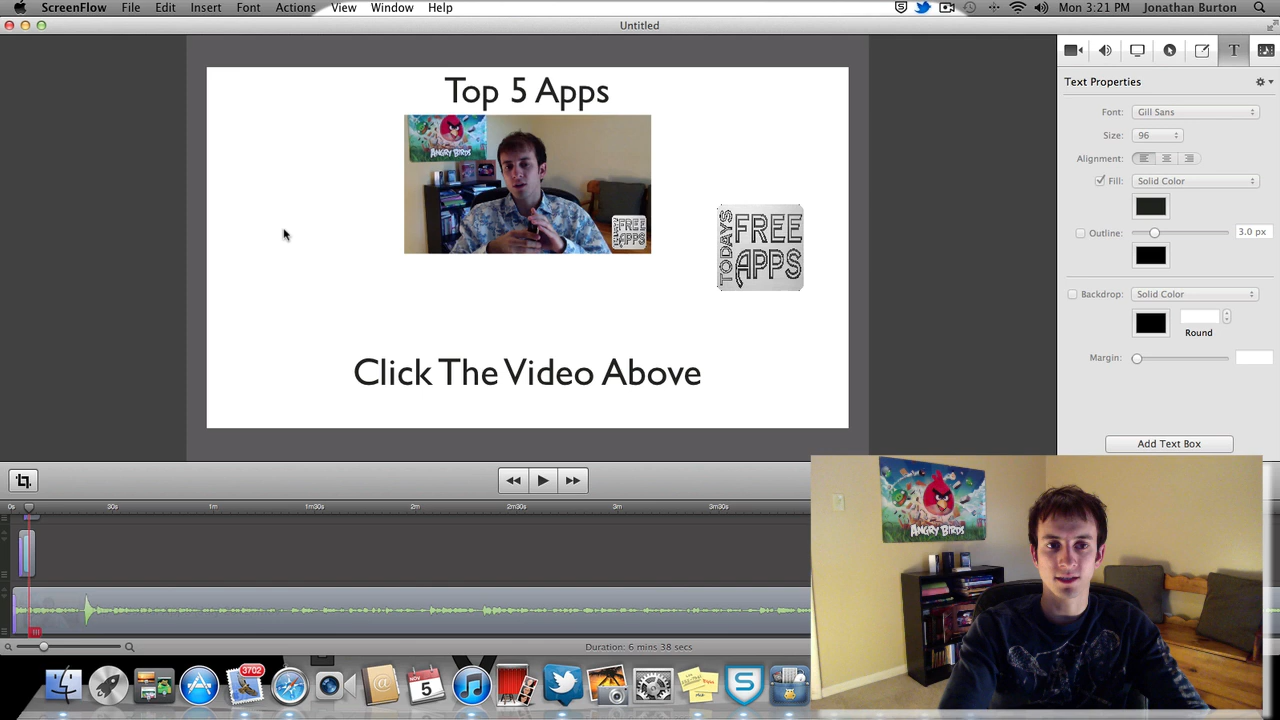 ScreenFlow File Edit Insert Font Actions View Window Help Mon 3:21 PM Jonathan Burton
Untitled
Top 5 Apps
ANGRY BIRDS
FREE APPS
TODAYS FREE APPS
Click The Video Above
Text Properties
Font: Gill Sans
Size: 96
Alignment:
Fill: Solid Color
Outline: 3.0 px
Backdrop: Solid Color
Round
Margin:
Add Text Box
0s 30s 1m 1m30s 2m 2m30s 3m 3m30s
Duration: 6 mins 38 secs
ANGRY BIRDS
3702
NOV
5